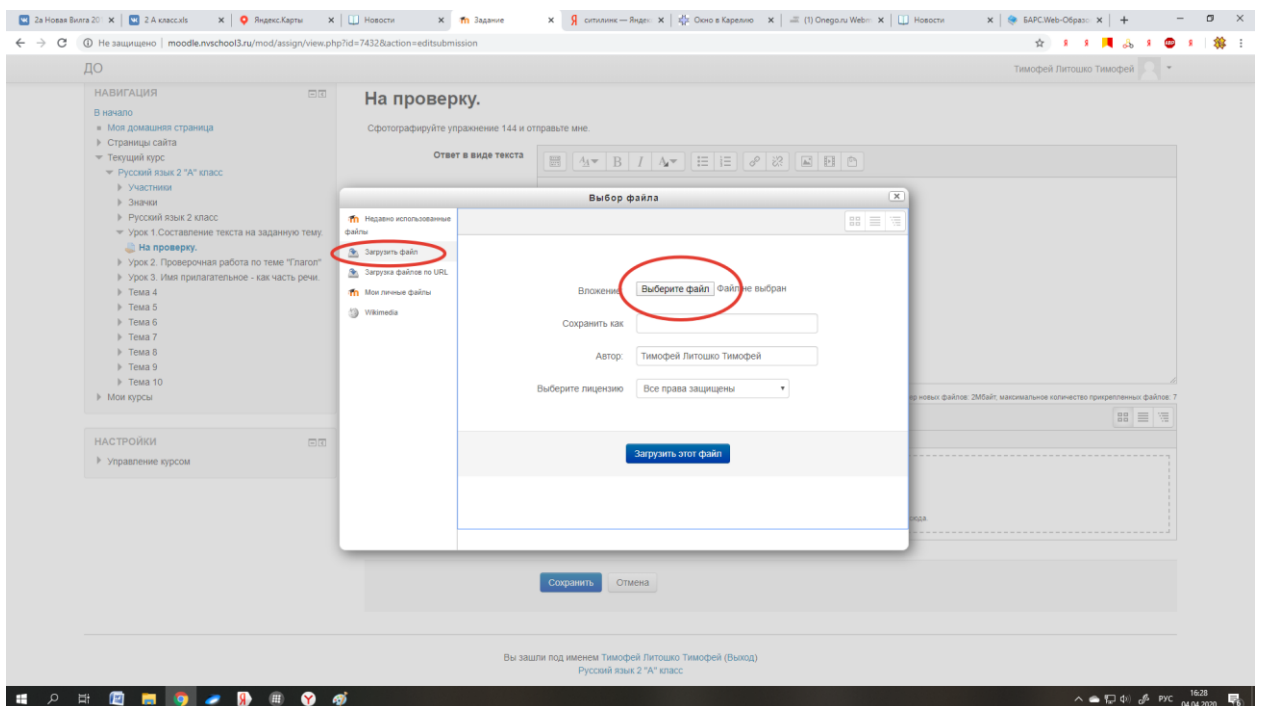 2а Новая Вилга 20
2 А класс.xls
Яндекс.Карты
Новости
Задание
ситилинк — Яндек
Окно в Карелию
(1) Onego.ru Webm
Новости
БАРС.Web-Образо
Не защищено | moodle.nvschool3.ru/mod/assign/view.php?id=7432&action=editsubmission
ДО
Тимофей Литошко Тимофей
НАВИГАЦИЯ
В начало
Моя домашняя страница
Страницы сайта
Текущий курс
Русский язык 2 "А" класс
Участники
Значки
Русский язык 2 класс
Урок 1.Составление текста на заданную тему.
На проверку.
Урок 2. Проверочная работа по теме "Глагол"
Урок 3. Имя прилагательное - как часть речи.
Тема 4
Тема 5
Тема 6
Тема 7
Тема 8
Тема 9
Тема 10
Мои курсы
НАСТРОЙКИ
Управление курсом
На проверку.
Сфотографируйте упражнение 144 и отправьте мне.
Ответ в виде текста
Выбор файла
Недавно использованные
файлы
Загрузить файл
Загрузка файлов по URL
Мои личные файлы
Wikimedia
Вложение:
Выберите файл
Файл не выбран
Сохранить как
Автор:
Тимофей Литошко Тимофей
Выберите лицензию
Все права защищены
Загрузить этот файл
новых файлов: 2Мбайт, максимальное количество прикрепленных файлов: 7
Сохранить
Отмена
Вы зашли под именем Тимофей Литошко Тимофей (Выход)
Русский язык 2 "А" класс
РУС
16:28
04.04.2020